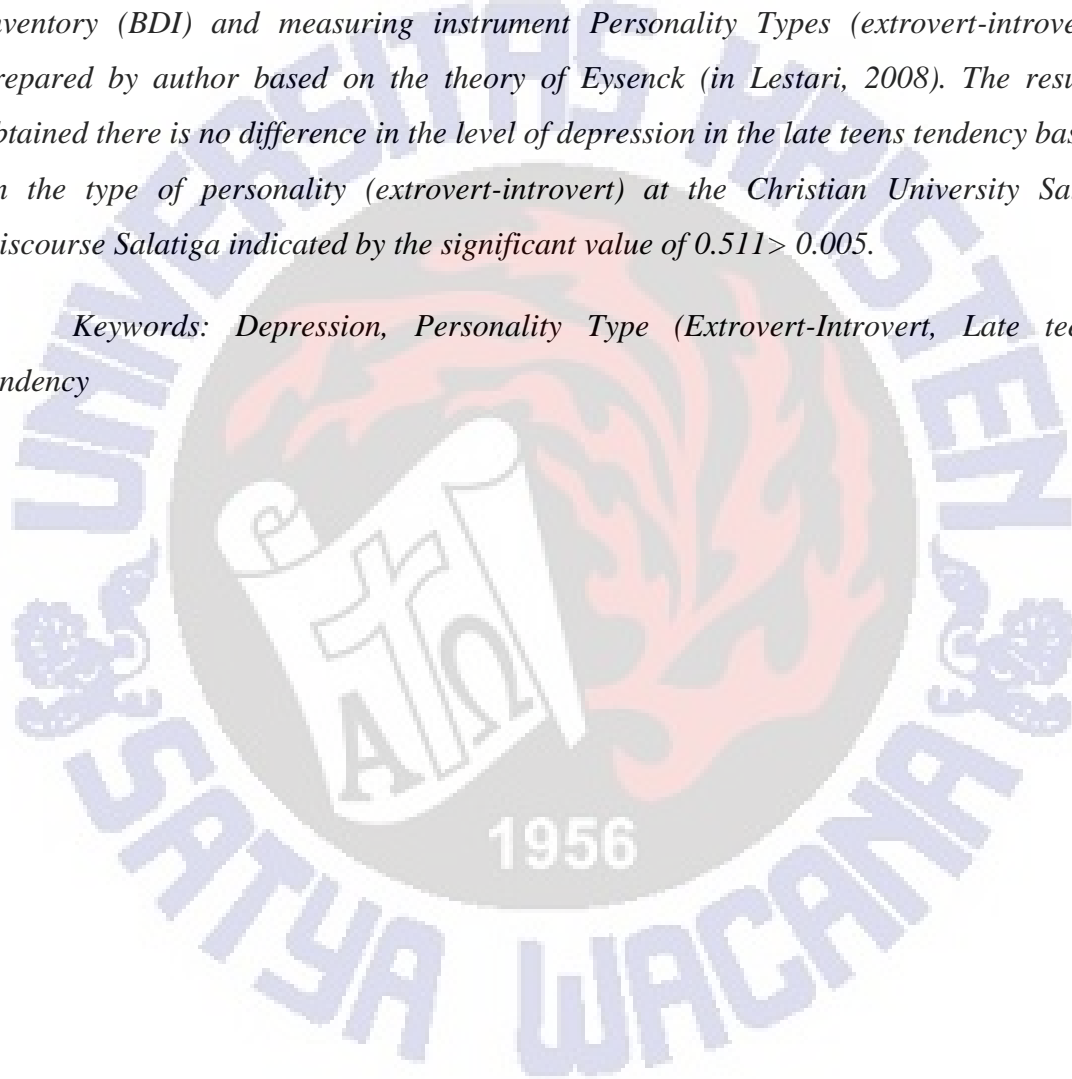 nventory (BDI) and measuring instrument Personality Types (extrovert-introve
repared by author based on the theory of Eysenck (in Lestari, 2008). The resu
btained there is no difference in the level of depression in the late teens tendency bas
n the type of personality (extrovert-introvert) at the Christian University Sa
iscourse Salatiga indicated by the significant value of 0.511> 0.005.
Keywords: Depression, Personality Type (Extrovert-Introvert, Late tee
ndency
UNIVERSITAS KRISTEN
A Ω
1956
SATYA WACANA